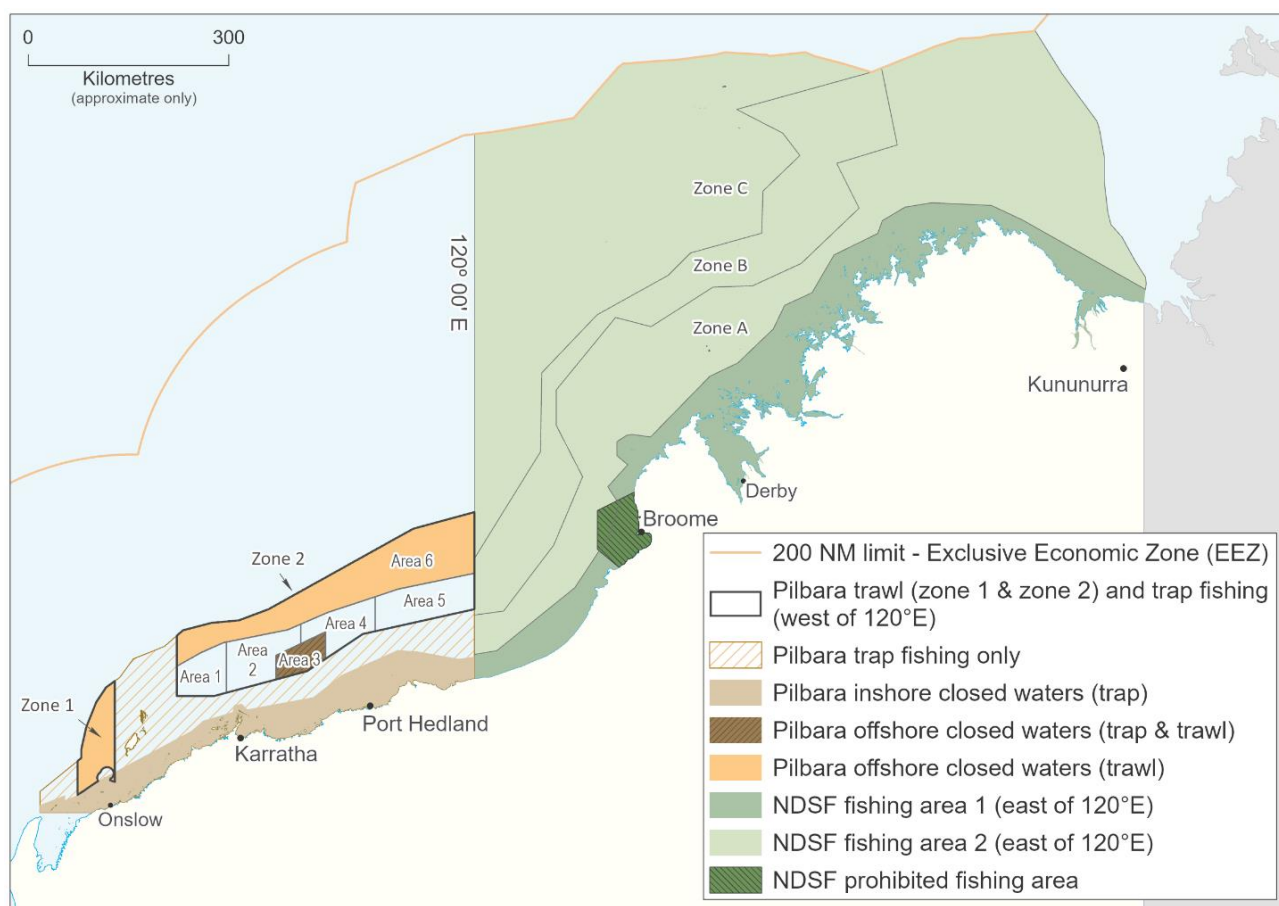 0 300
Kilometres
(approximate only)
Zone C
120° 00' E
Zone B
Zone A
Kununurra
Derby
Broome
Zone 2
Area 6
Area 5
Area 4
Area 3
Area 2
Area 1
Zone 1
Port Hedland
Karratha
Onslow
200 NM limit - Exclusive Economic Zone (EEZ)
Pilbara trawl (zone 1 & zone 2) and trap fishing
(west of 120°E)
Pilbara trap fishing only
Pilbara inshore closed waters (trap)
Pilbara offshore closed waters (trap & trawl)
Pilbara offshore closed waters (trawl)
NDSF fishing area 1 (east of 120°E)
NDSF fishing area 2 (east of 120°E)
NDSF prohibited fishing area